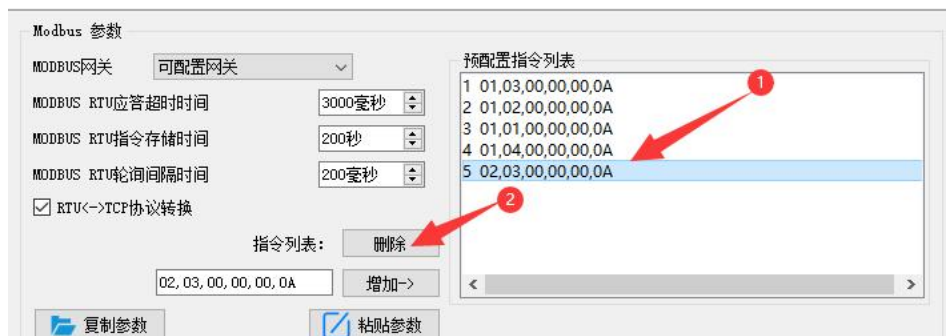 Modbus 参数
MODBUS网关 可配置网关
MODBUS RTU应答超时时间 3000毫秒
MODBUS RTU指令存储时间 200秒
MODBUS RTU轮询间隔时间 200毫秒
RTU<->TCP协议转换
指令列表： 删除
02,03,00,00,00,0A 增加->
复制参数 粘贴参数
预配置指令列表
1 01,03,00,00,00,0A
2 01,02,00,00,00,0A
3 01,01,00,00,00,0A
4 01,04,00,00,00,0A
5 02,03,00,00,00,0A
1
2